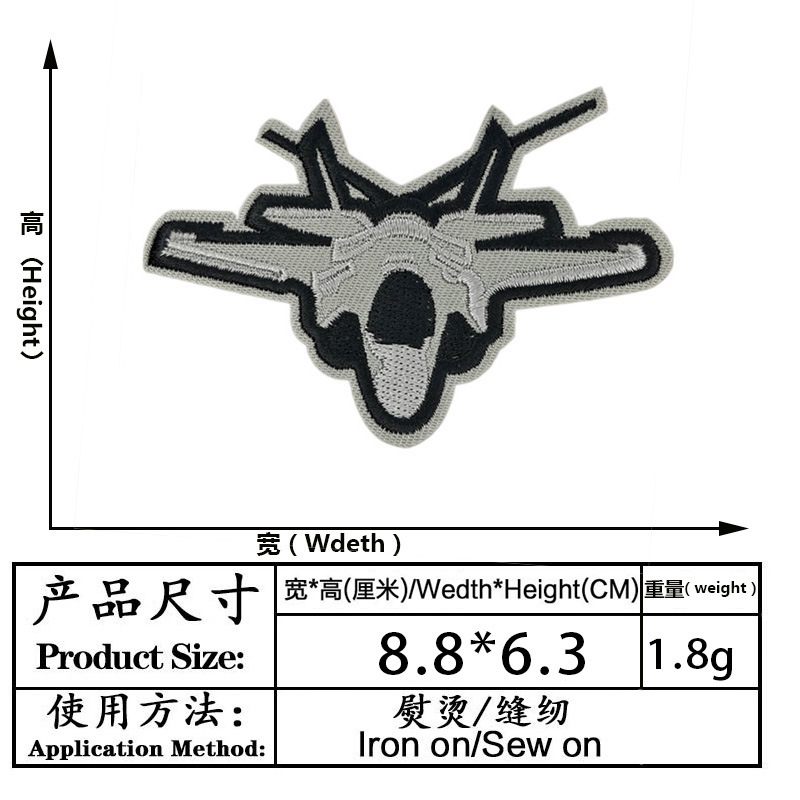 高（Height）
宽（Wdeth）
产品尺寸
Product Size:
宽*高(厘米)/Wedth*Height(CM)
重量( weight )
8.8*6.3
1.8g
使用方法:
Application Method:
熨烫/缝纫
Iron on/Sew on